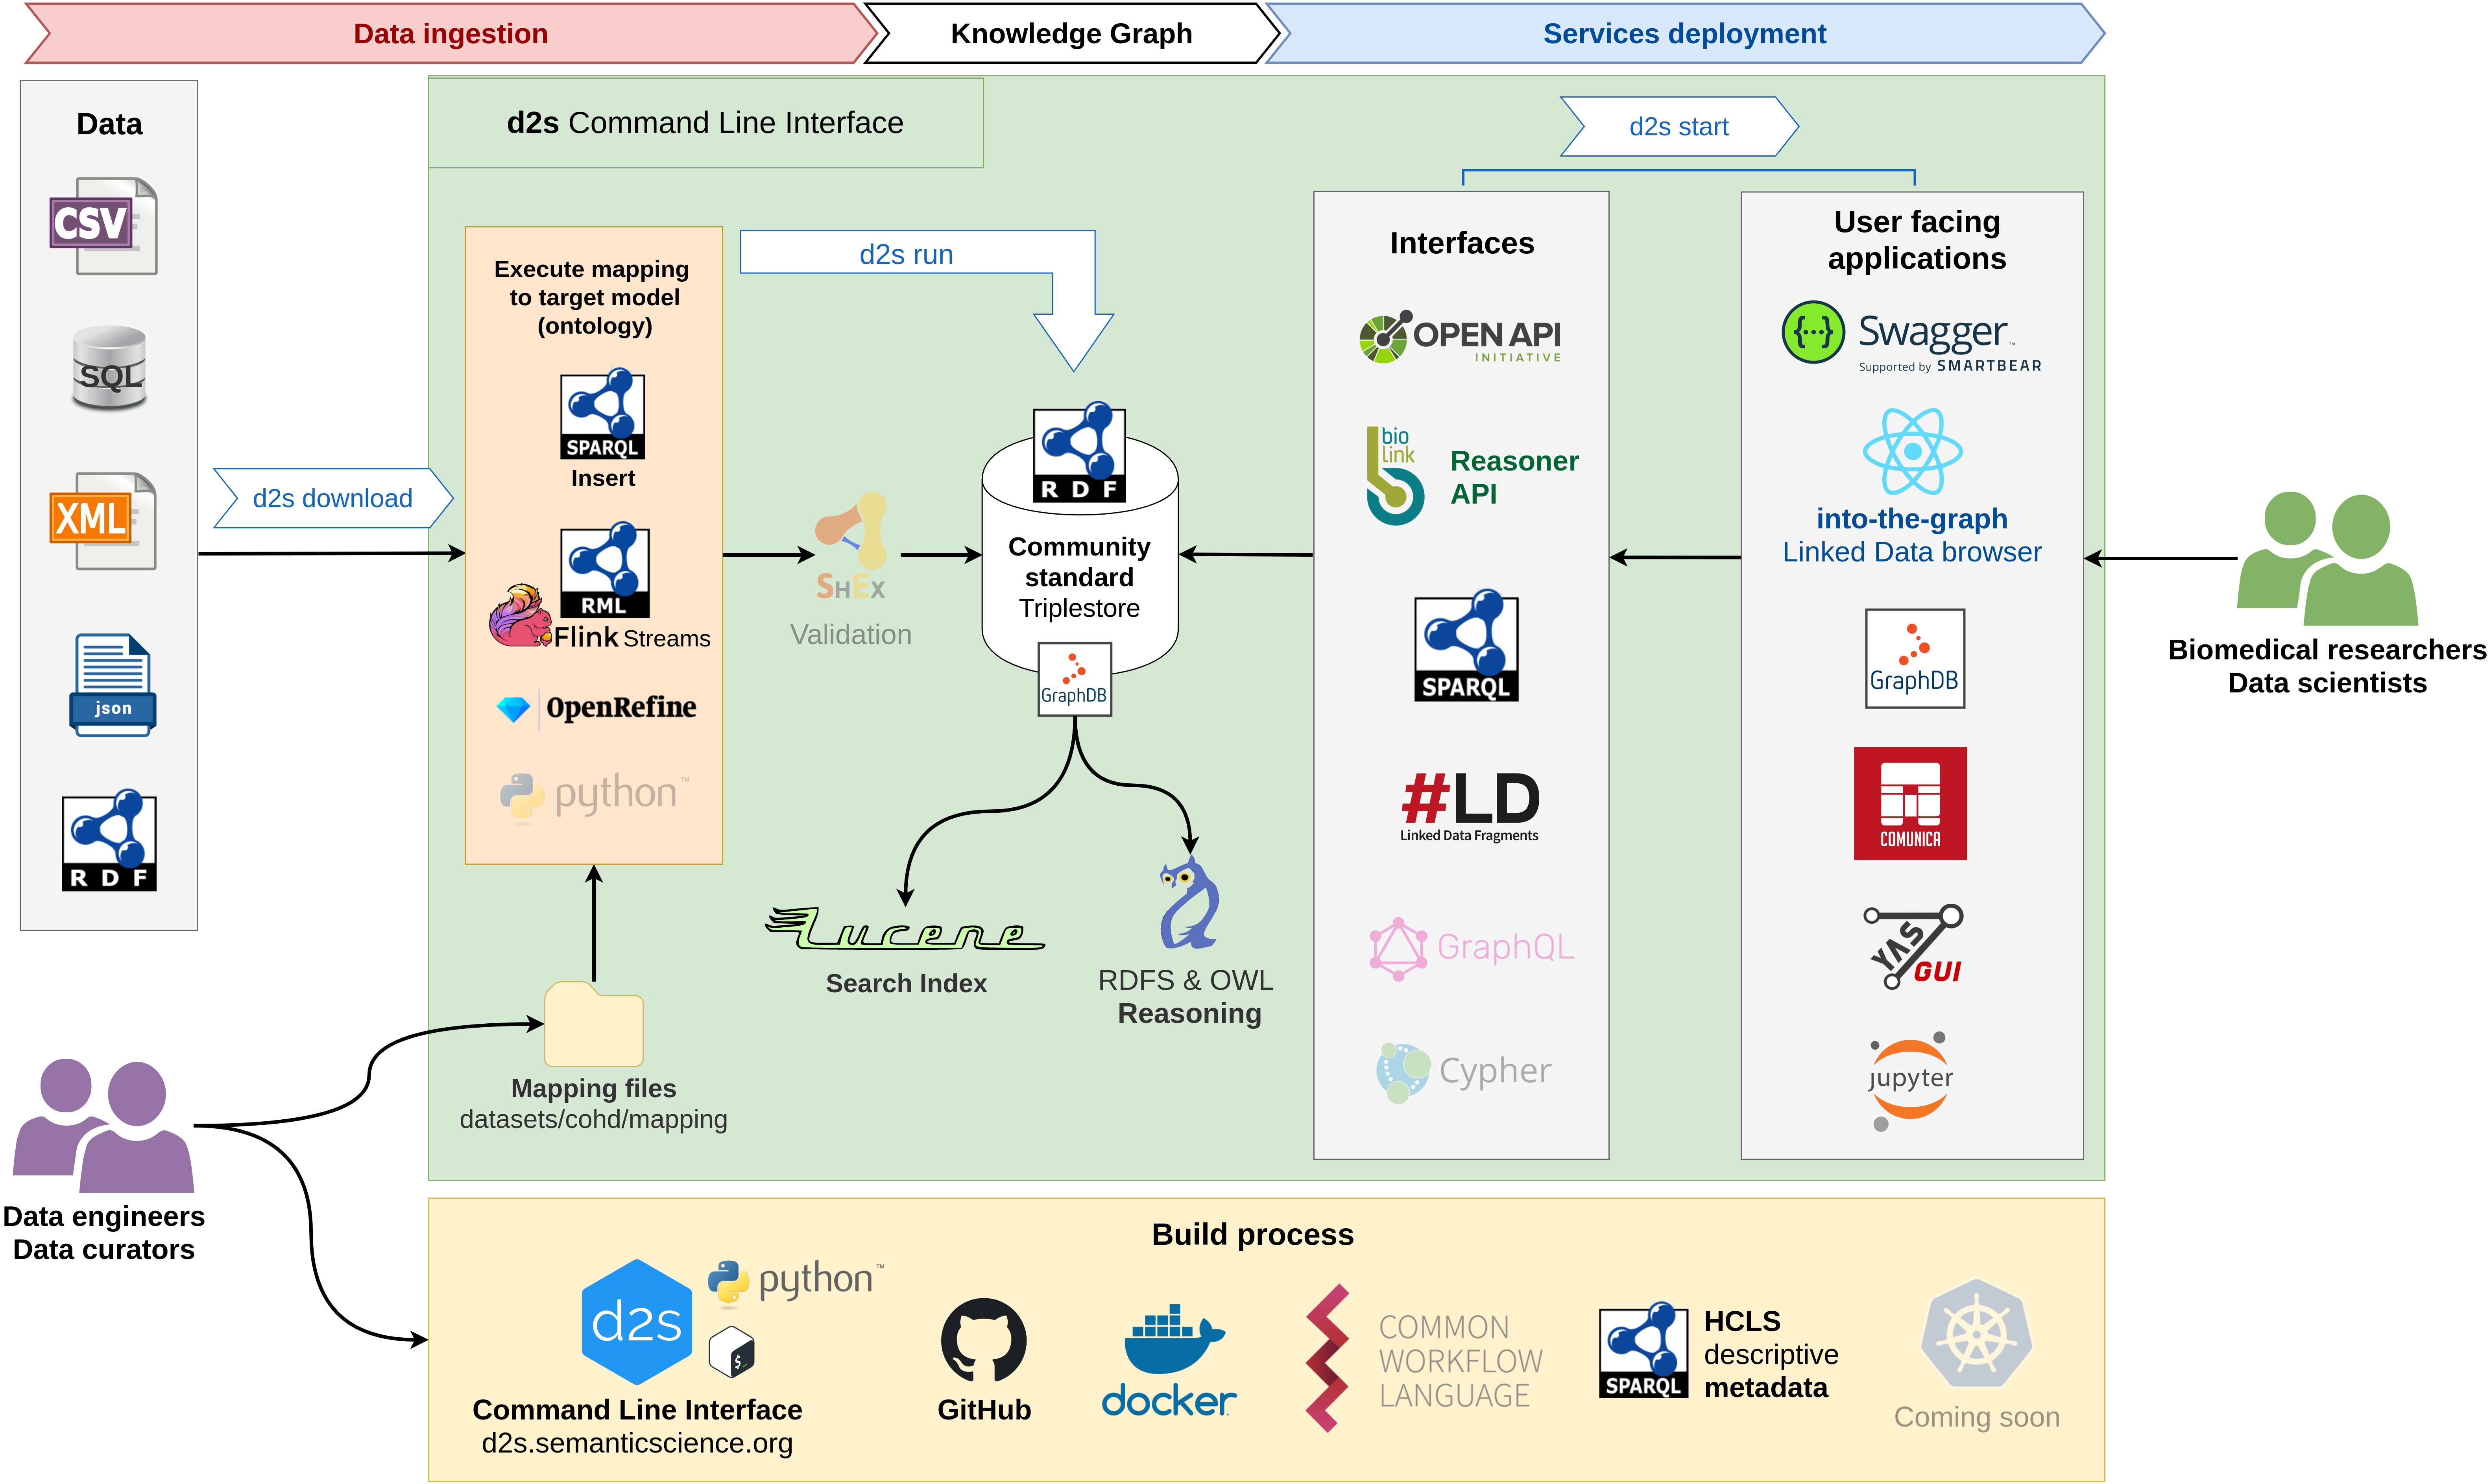 Data ingestion
Knowledge Graph
Services deployment
Data
CSV
SQL
XML
json
RDF
d2s download
d2s Command Line Interface
Execute mapping
to target model
(ontology)
SPARQL
Insert
RML
Flink Streams
OpenRefine
python™
d2s run
ShEx
Validation
RDF
Community
standard
Triplestore
GraphDB
Lucene
Search Index
RDFS & OWL
Reasoning
Mapping files
datasets/cohd/mapping
d2s start
Interfaces
OPEN API
INITIATIVE
bio
link
Reasoner
API
SPARQL
#LD
Linked Data Fragments
GraphQL
Cypher
User facing
applications
{···}
Swagger™
Supported by SMARTBEAR
into-the-graph
Linked Data browser
GraphDB
COMUNICA
YAS
GUI
jupyter
Biomedical researchers
Data scientists
Data engineers
Data curators
Build process
d2s
python™
$_
Command Line Interface
d2s.semanticscience.org
GitHub
docker
COMMON
WORKFLOW
LANGUAGE
SPARQL
HCLS
descriptive
metadata
Coming soon